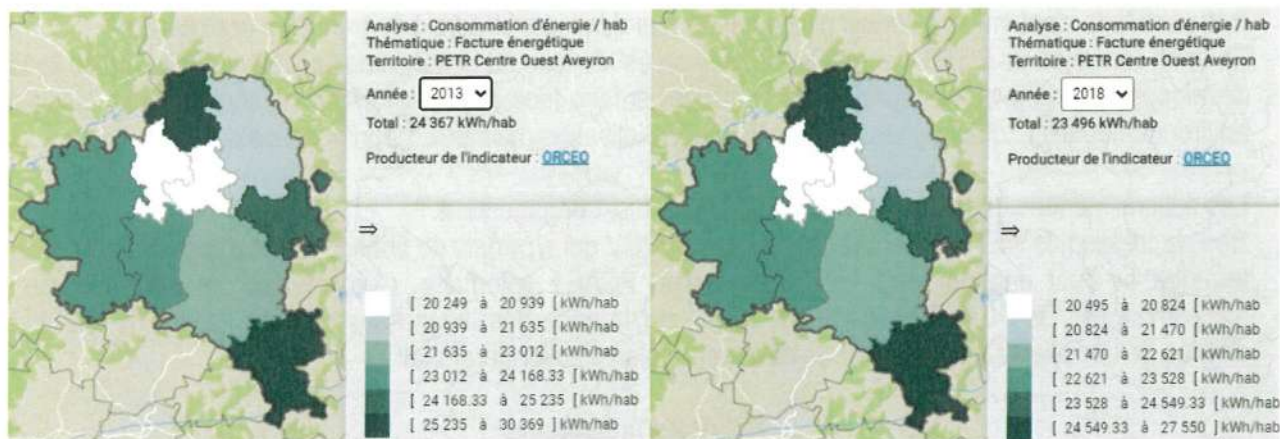 Analyse : Consommation d'énergie / hab
Thématique : Facture énergétique
Territoire : PETR Centre Ouest Aveyron
Année : 2013
Total : 24 367 kWh/hab
Producteur de l'indicateur : ORCEO
⇒
[ 20 249 à 20 939 [ kWh/hab
[ 20 939 à 21 635 [ kWh/hab
[ 21 635 à 23 012 [ kWh/hab
[ 23 012 à 24 168.33 [ kWh/hab
[ 24 168.33 à 25 235 [ kWh/hab
[ 25 235 à 30 369 [ kWh/hab
Analyse : Consommation d'énergie / hab
Thématique : Facture énergétique
Territoire : PETR Centre Ouest Aveyron
Année : 2018
Total : 23 496 kWh/hab
Producteur de l'indicateur : ORCEO
⇒
[ 20 495 à 20 824 [ kWh/hab
[ 20 824 à 21 470 [ kWh/hab
[ 21 470 à 22 621 [ kWh/hab
[ 22 621 à 23 528 [ kWh/hab
[ 23 528 à 24 549.33 [ kWh/hab
[ 24 549.33 à 27 550 [ kWh/hab